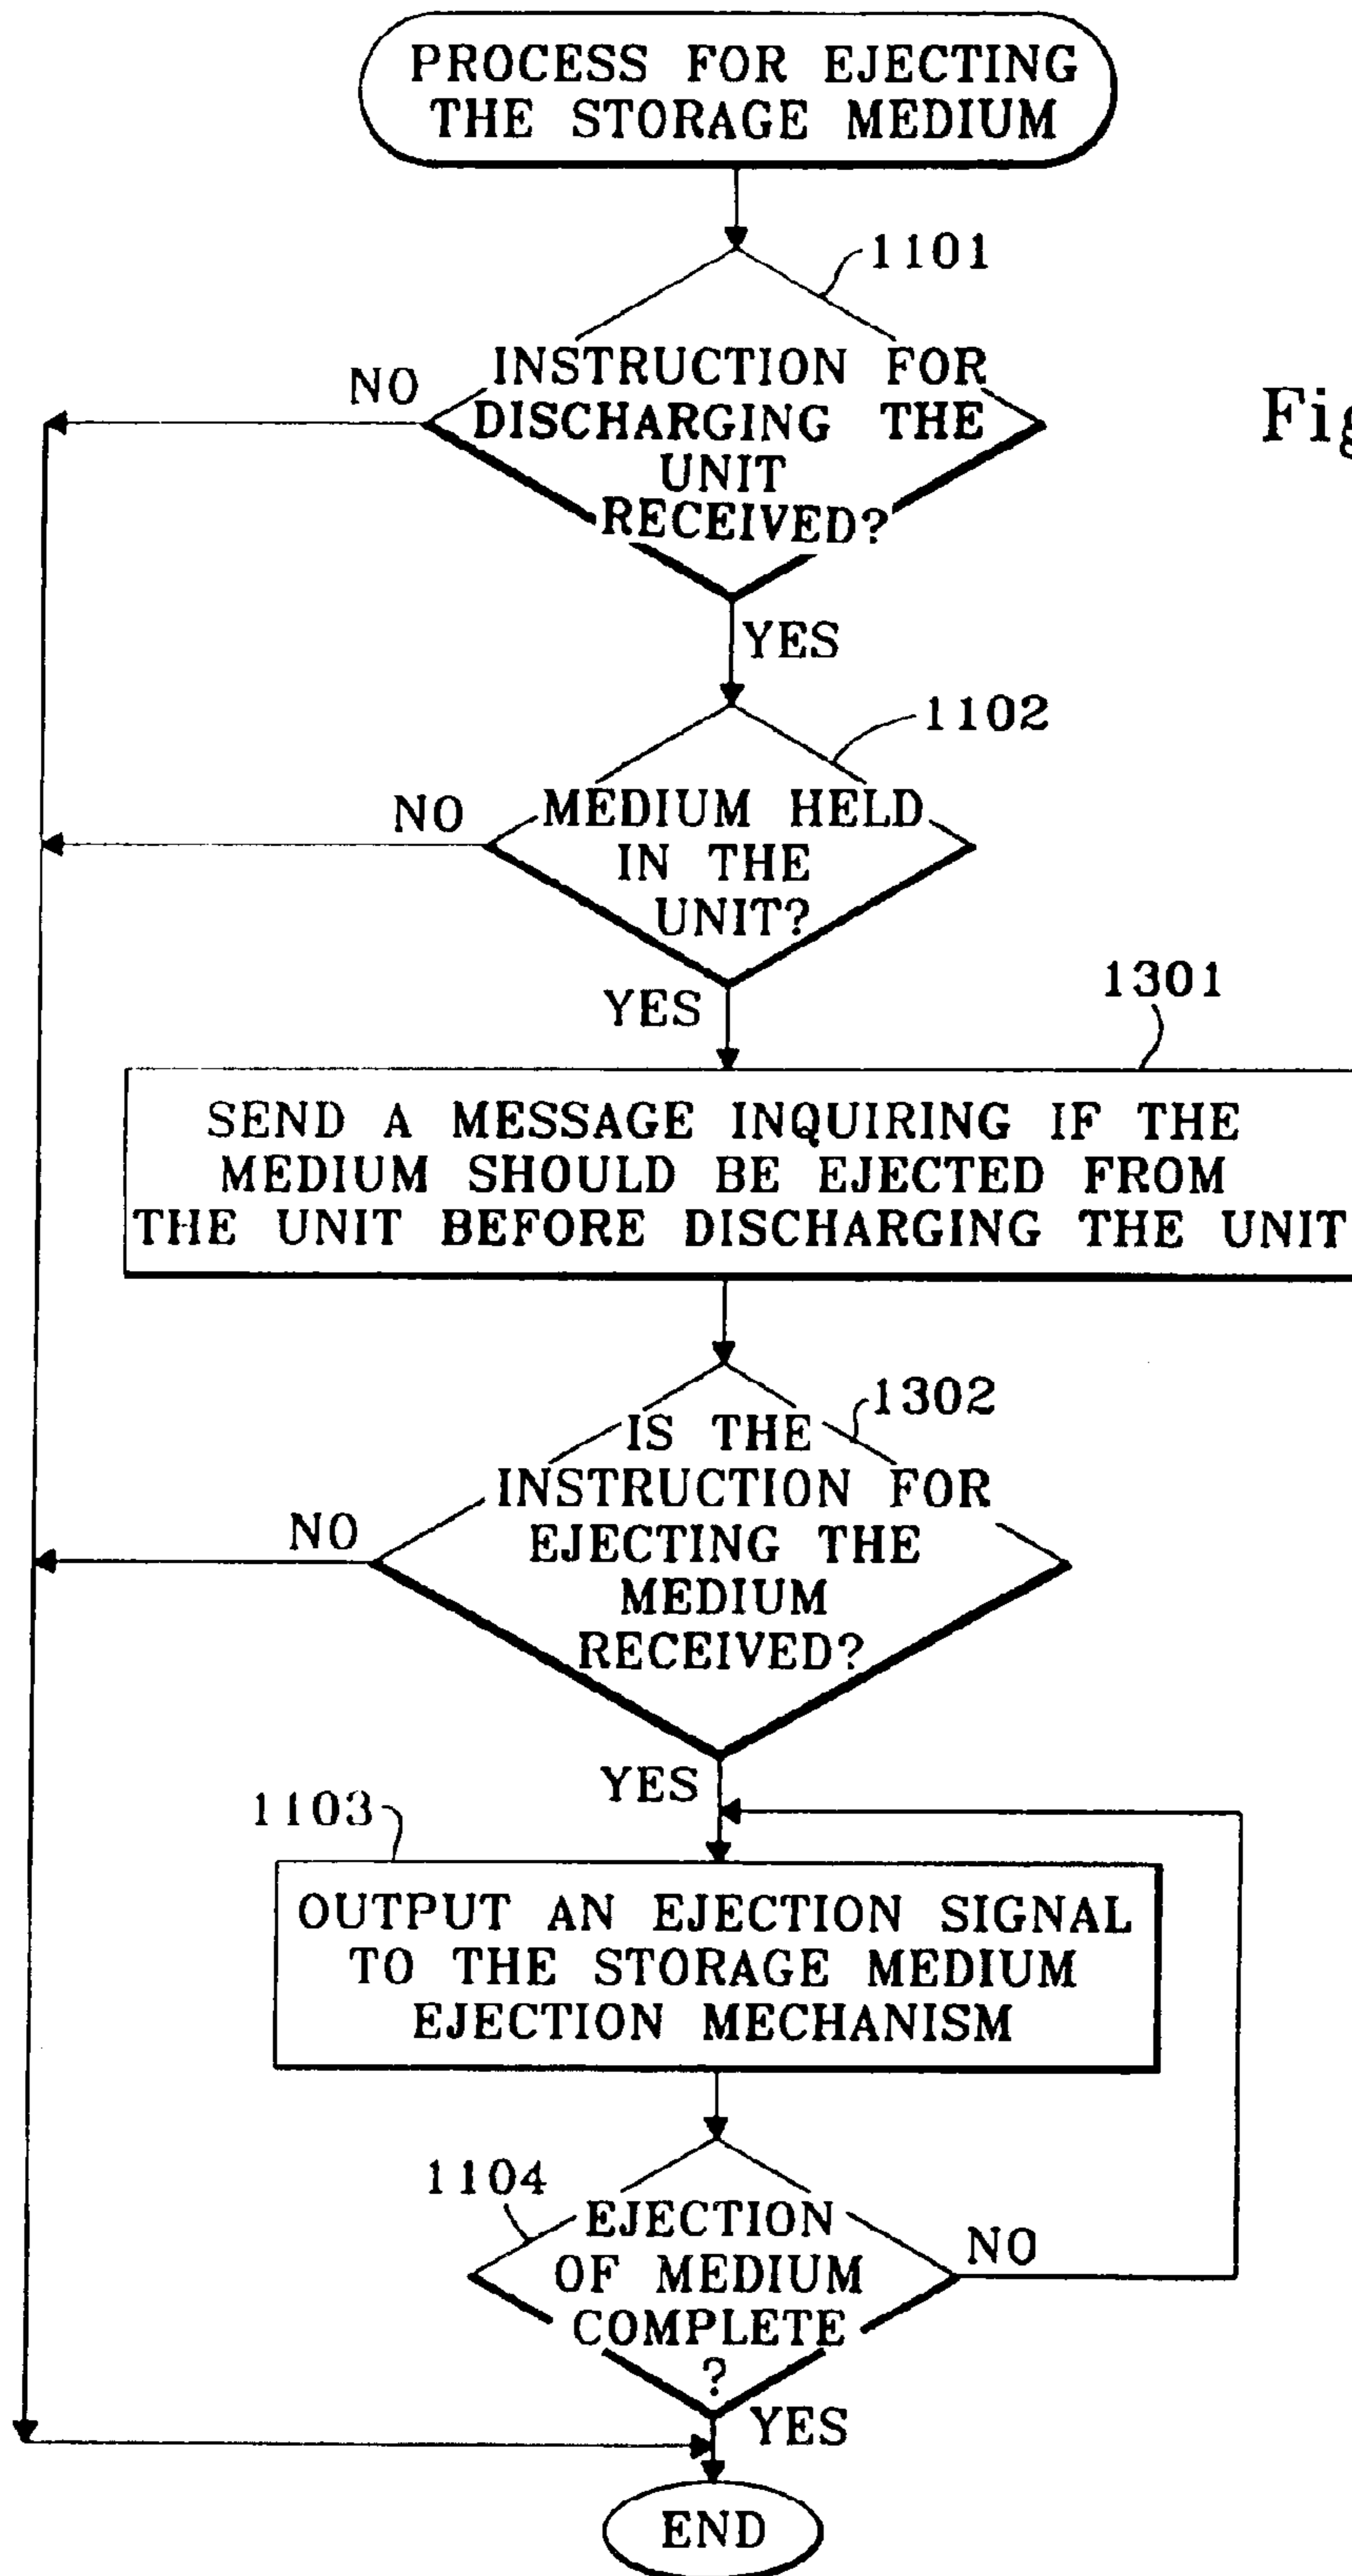 PROCESS FOR EJECTING
THE STORAGE MEDIUM
1101
INSTRUCTION FOR
DISCHARGING THE
UNIT
RECEIVED?
NO
Fig
YES
1102
MEDIUM HELD
IN THE
UNIT?
NO
YES
1301
SEND A MESSAGE INQUIRING IF THE
MEDIUM SHOULD BE EJECTED FROM
THE UNIT BEFORE DISCHARGING THE UNIT
1302
IS THE
INSTRUCTION FOR
EJECTING THE
MEDIUM
RECEIVED?
NO
YES
1103
OUTPUT AN EJECTION SIGNAL
TO THE STORAGE MEDIUM
EJECTION MECHANISM
1104
EJECTION
OF MEDIUM
COMPLETE
?
NO
YES
END